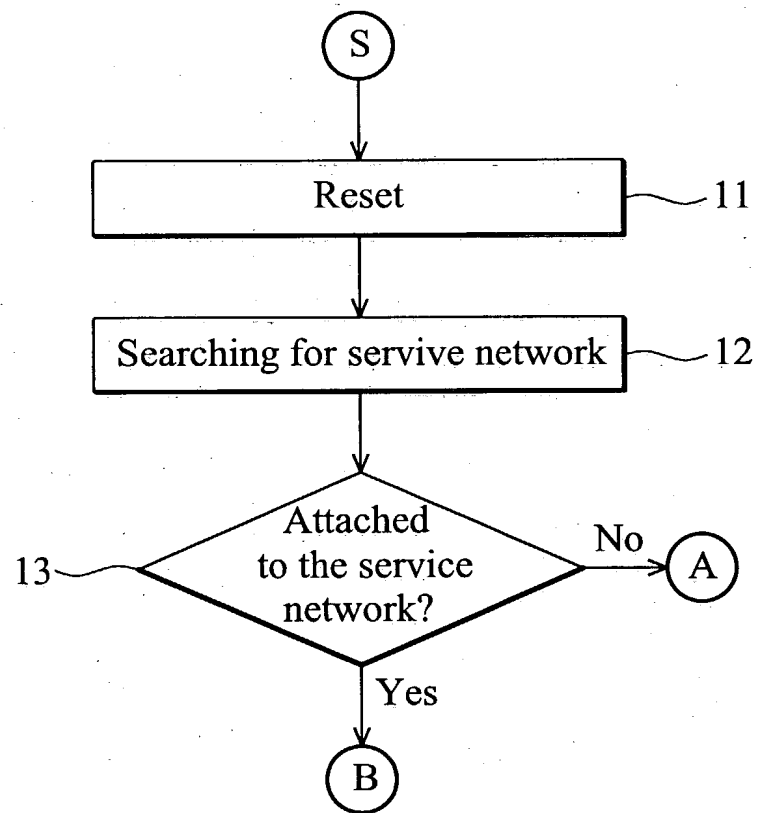 S
Reset
11
Searching for servive network
12
Attached
to the service
network?
13
No
A
Yes
B